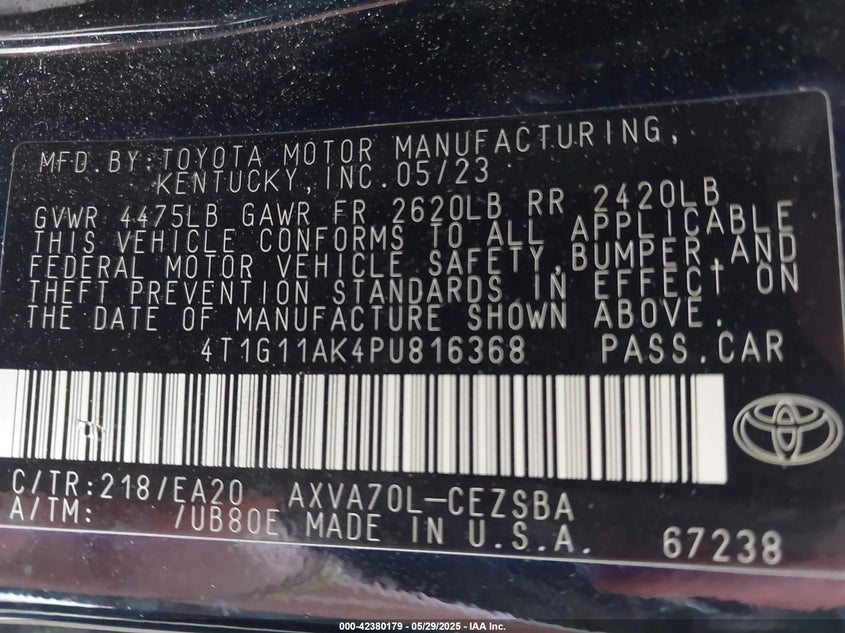 MFD.BY:TOYOTA MOTOR MANUFACTURING,
KENTUCKY,INC.05/23
GVWR 4475LB GAWR FR 2620LB RR 2420LB
THIS VEHICLE CONFORMS TO ALL APPLICABLE
FEDERAL MOTOR VEHICLE SAFETY,BUMPER,AND
THEFT PREVENTION STANDARDS IN EFFECT ON
THE DATE OF MANUFACTURE SHOWN ABOVE.
4T1G11AK4PU816368 PASS.CAR
C/TR:218/EA20 AXVA70L-CEZSBA
A/TM: /UB80E MADE IN U.S.A. 67238
000-42380179 - 05/29/2025 - IAA Inc.